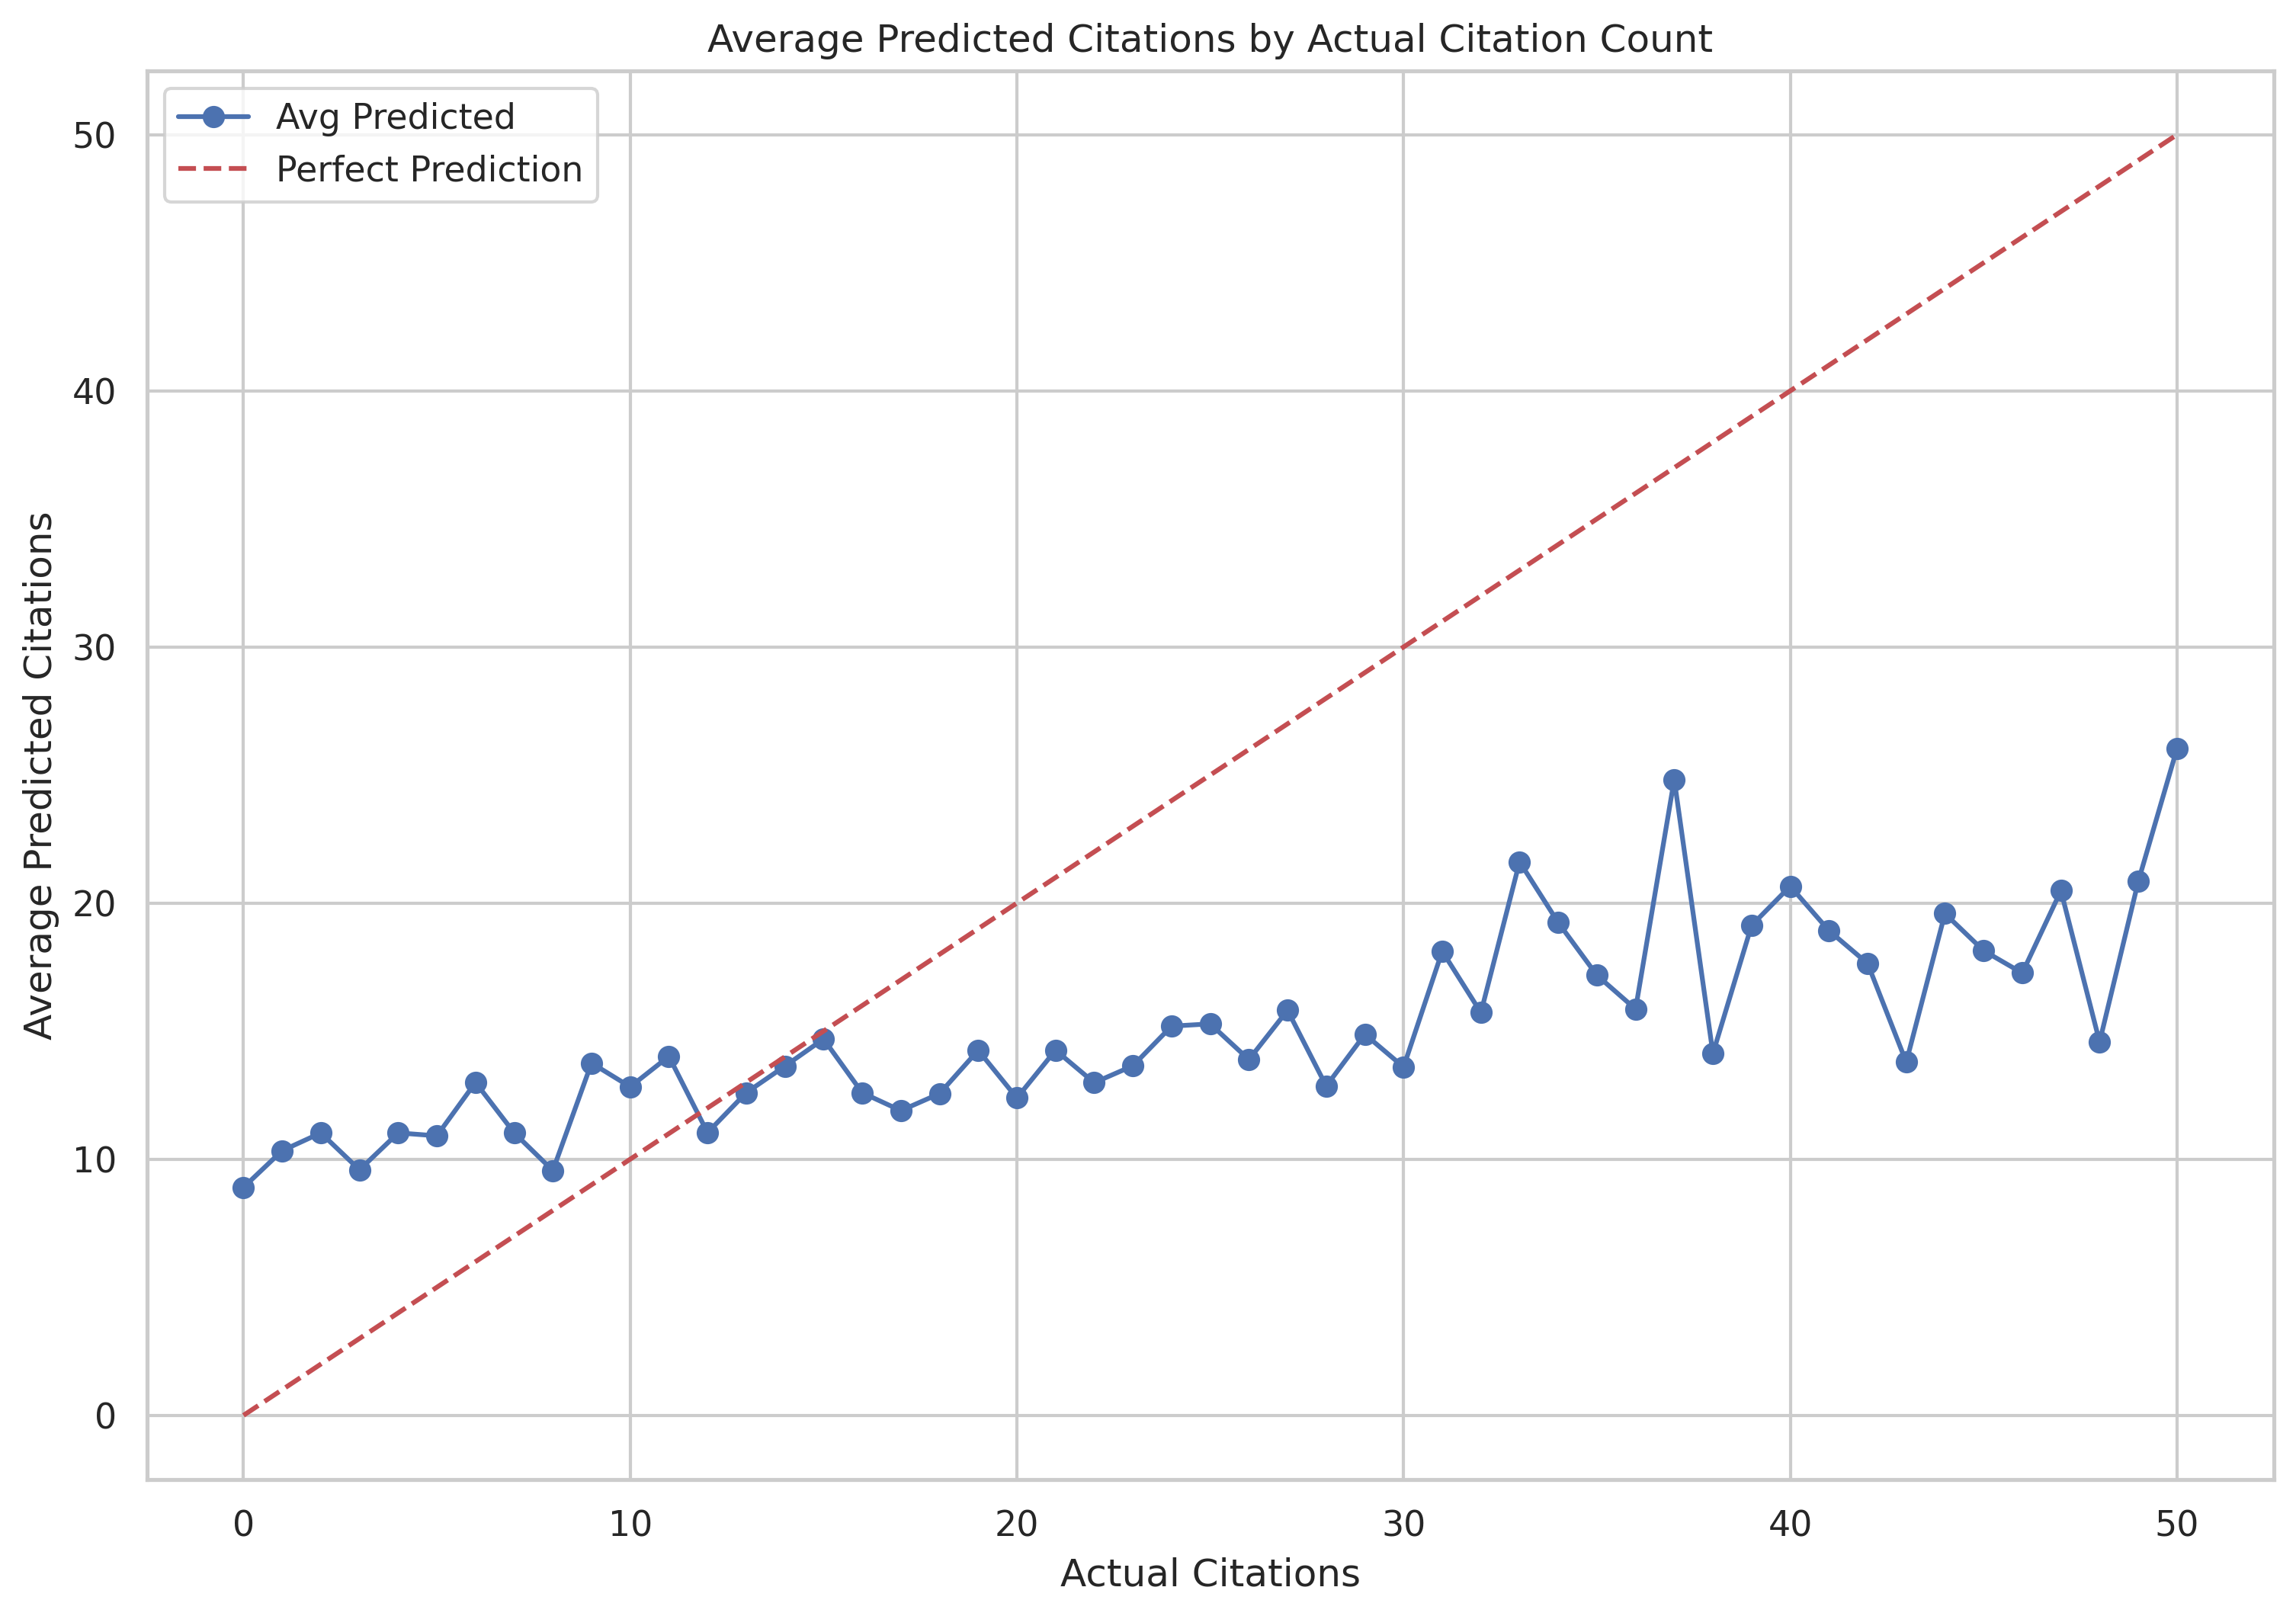 Average Predicted Citations by Actual Citation Count
Avg Predicted
Perfect Prediction
Average Predicted Citations
50
40
30
20
10
0
0 10 20 30 40 50
Actual Citations